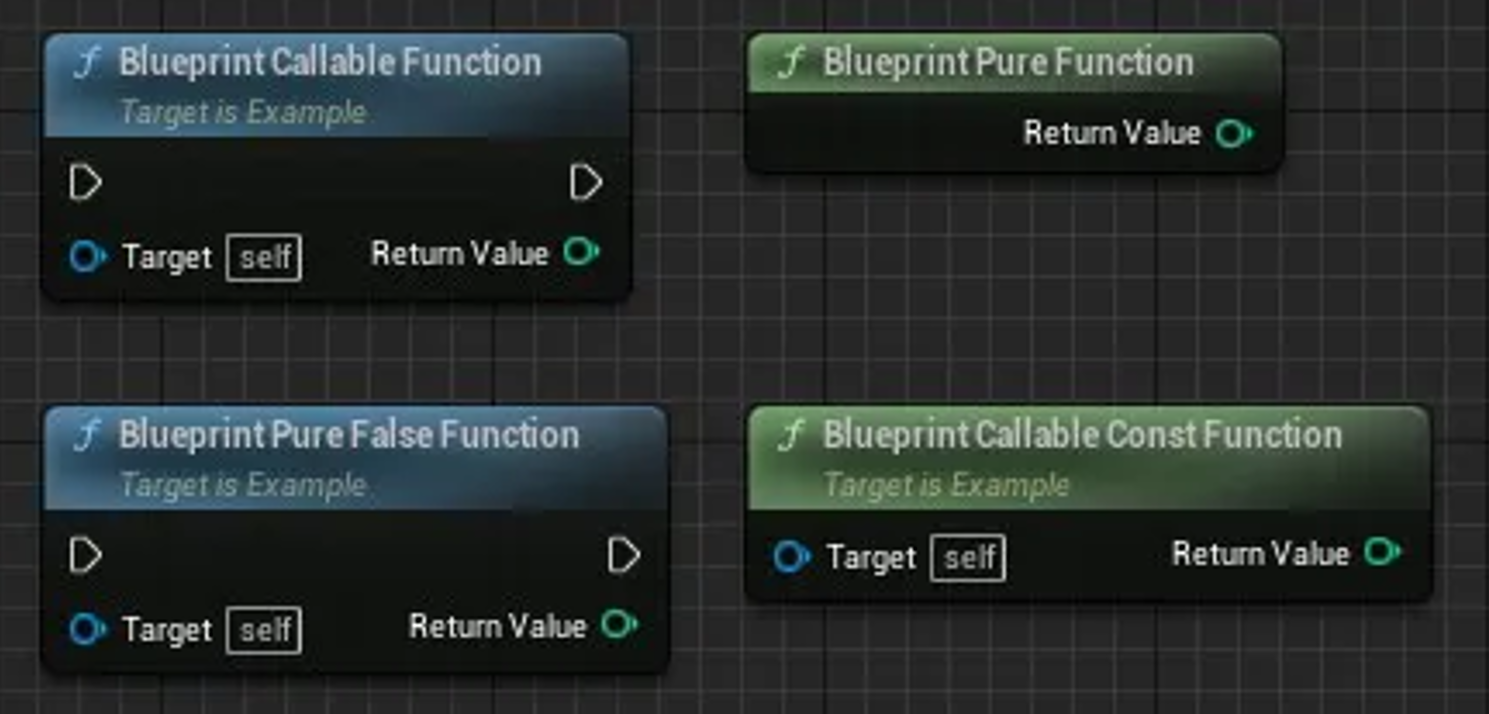 Blueprint Callable Function
Target is Example
Target self Return Value
Blueprint Pure Function
Return Value
Blueprint Pure False Function
Target is Example
Target self Return Value
Blueprint Callable Const Function
Target is Example
Target self Return Value